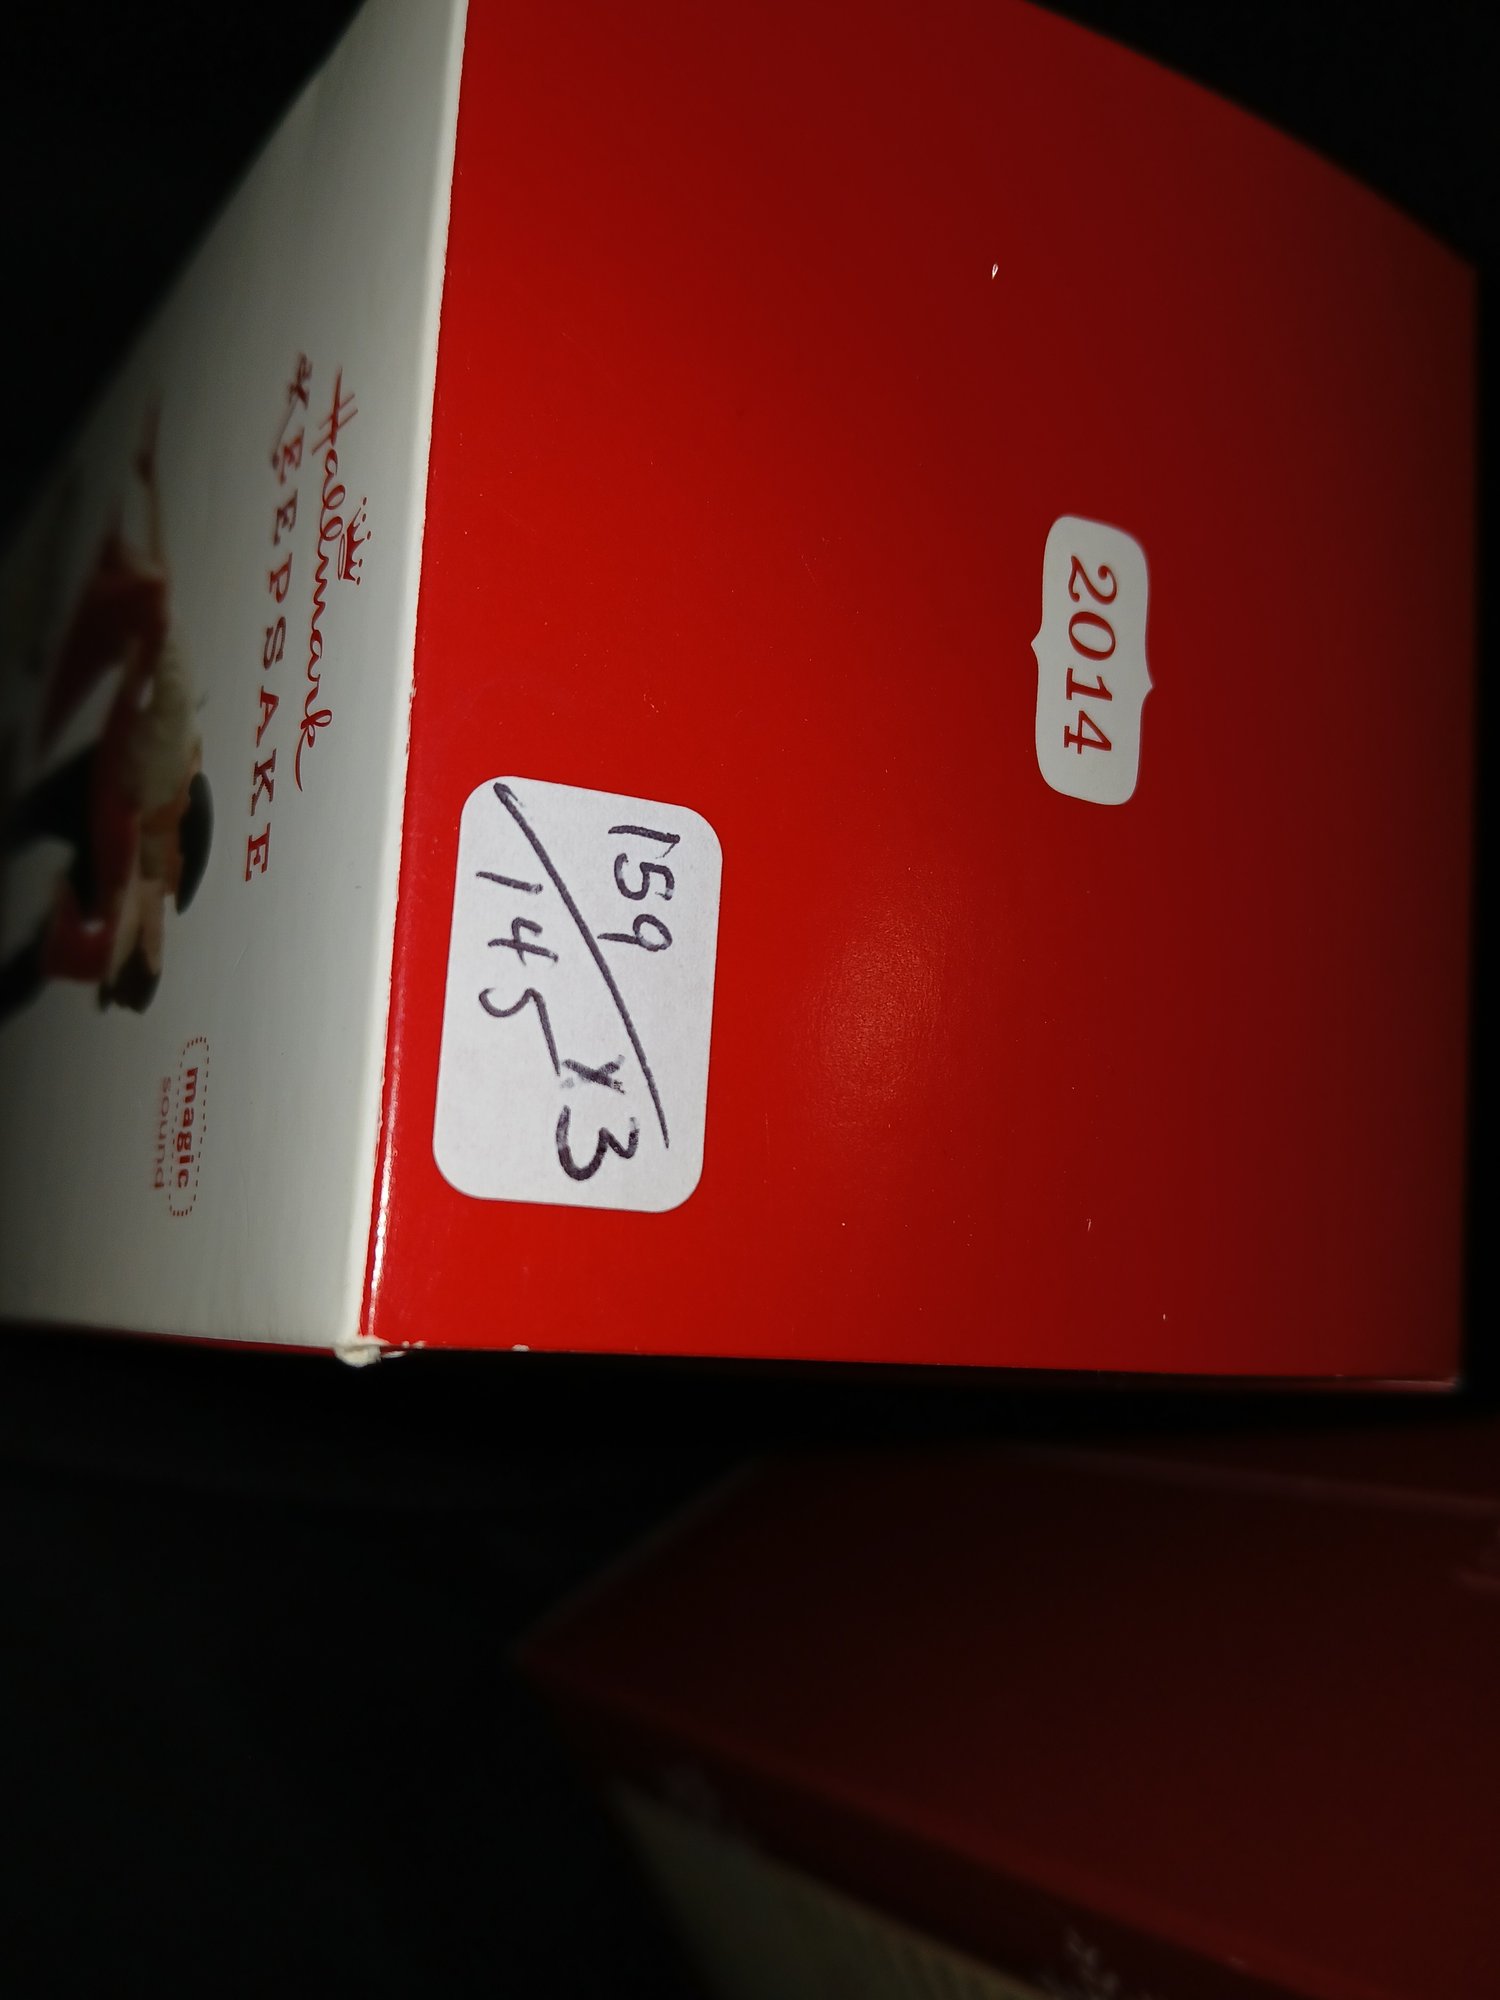 2014
159
145 x3
Hallmark
KEEPSAKE
magic
sound